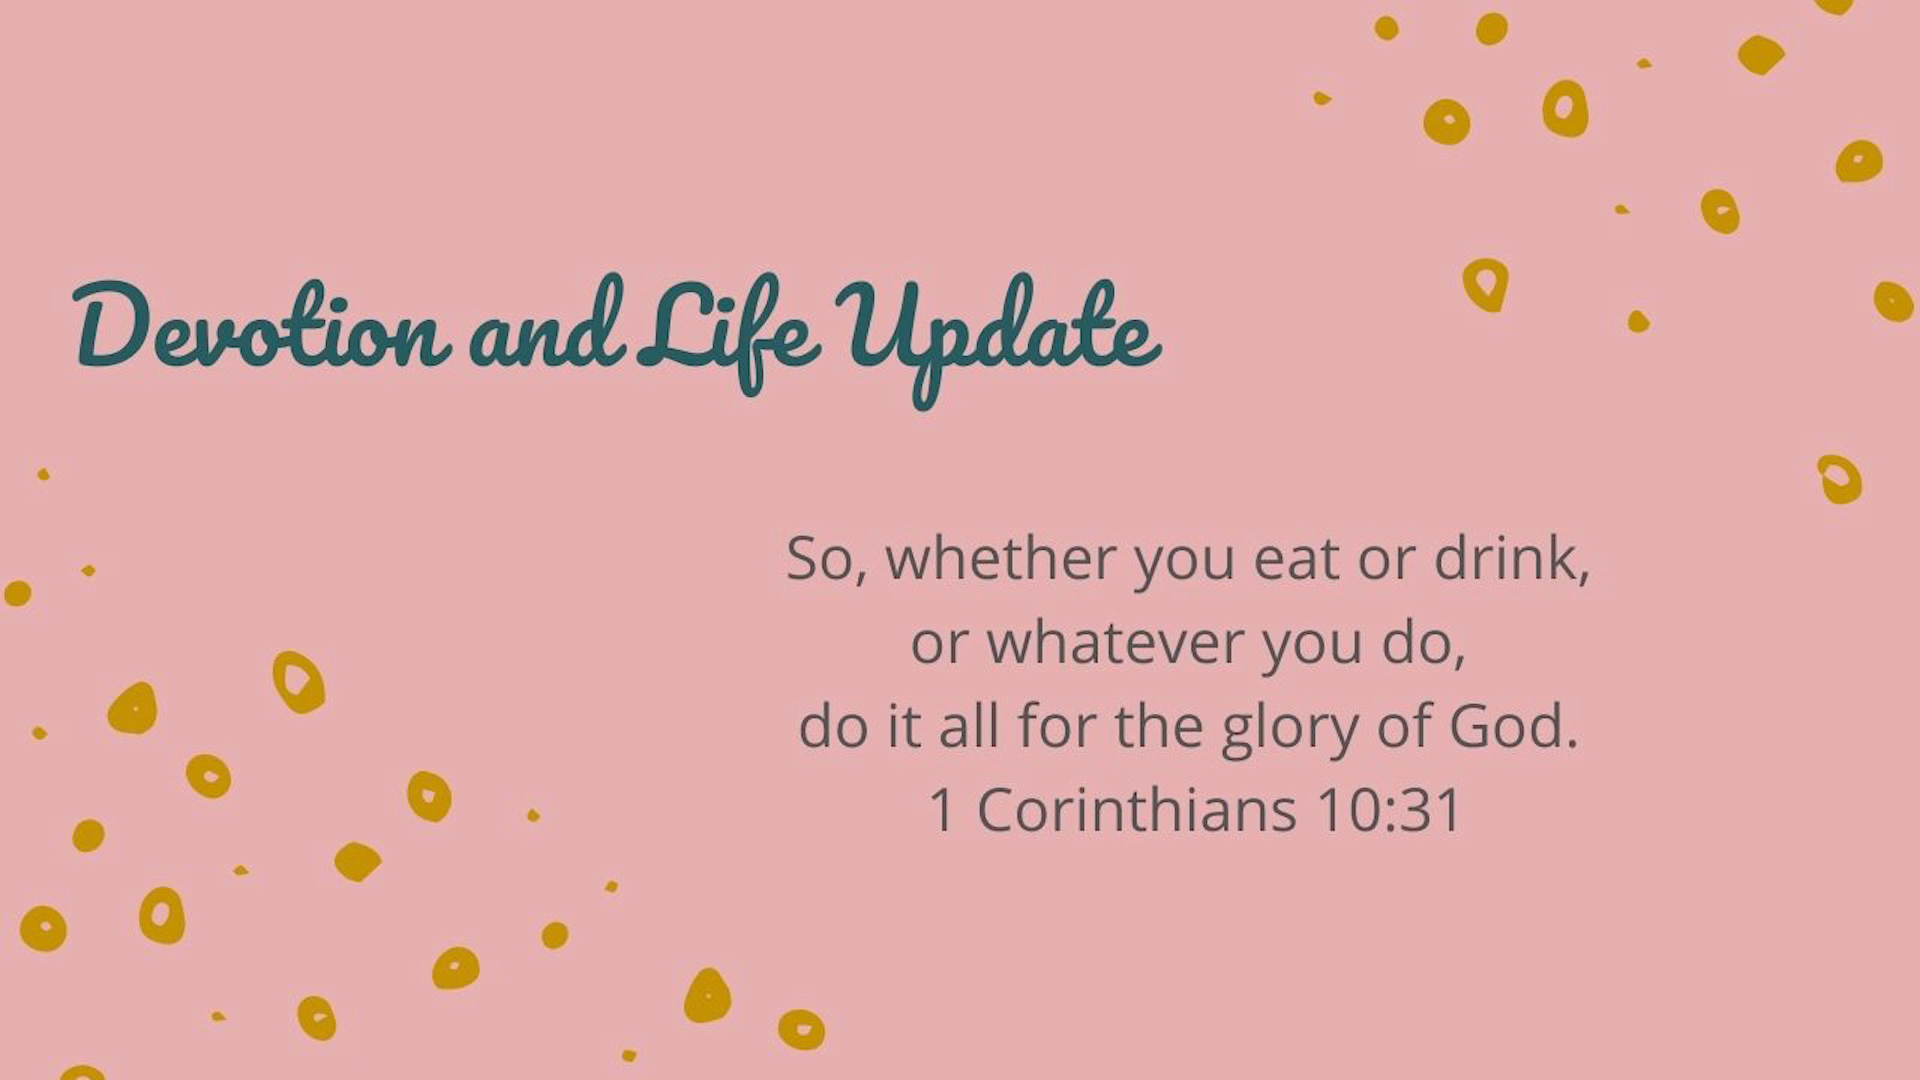 Devotion and Life Update
So, whether you eat or drink,
or whatever you do,
do it all for the glory of God.
1 Corinthians 10:31